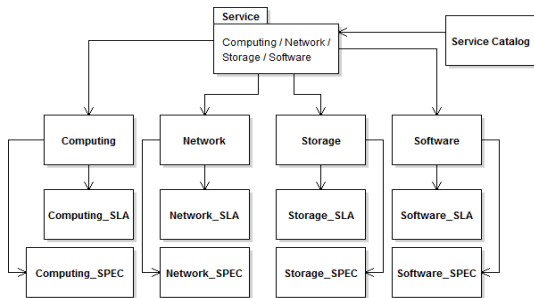 Service
Computing / Network /
Storage / Software
Service Catalog
Computing
Network
Storage
Software
Computing_SLA
Network_SLA
Storage_SLA
Software_SLA
Computing_SPEC
Network_SPEC
Storage_SPEC
Software_SPEC